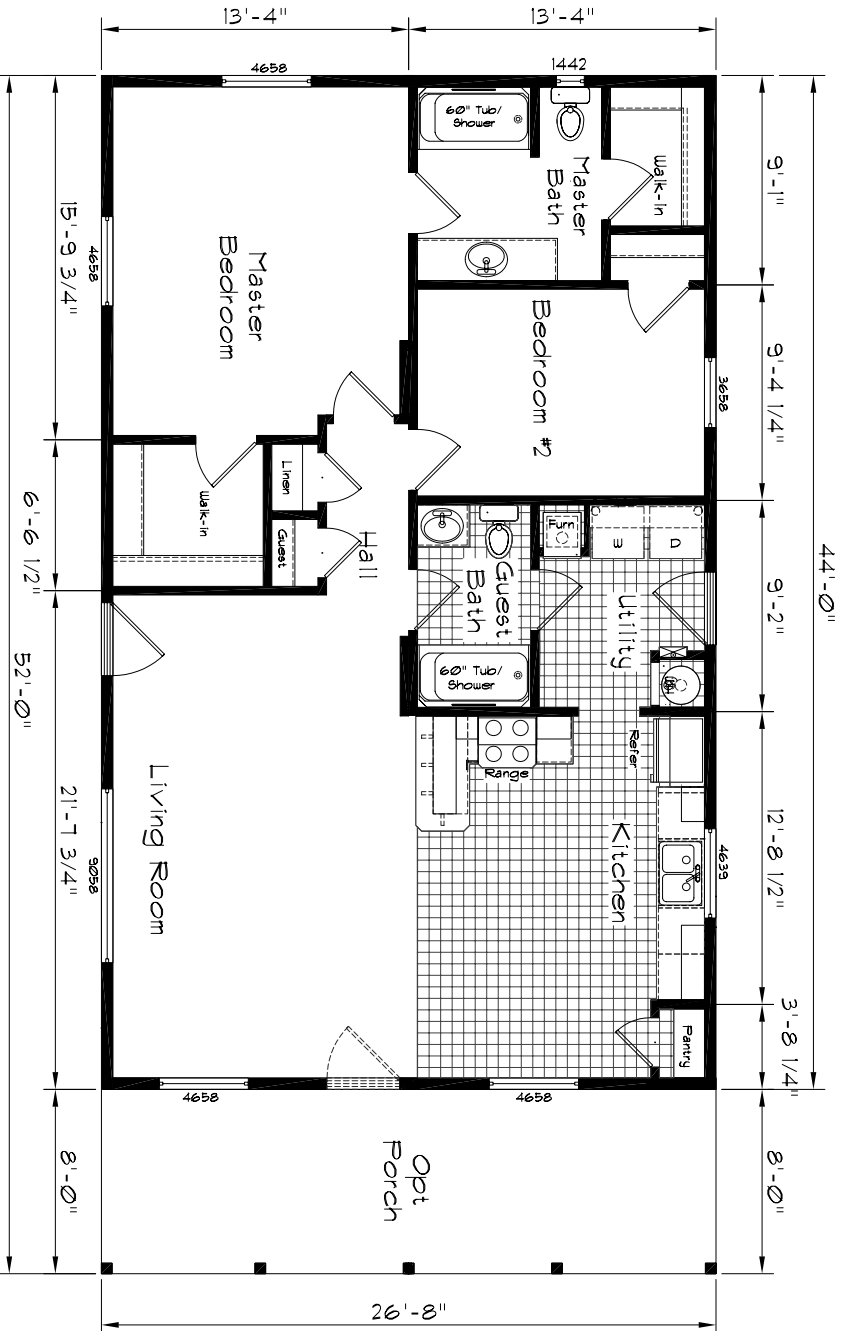 13'-4"
13'-4"
4658
1442
60" Tub/
Shower
Master
Bath
Walk-in
9'-1"
15'-9 3/4"
4658
Master
Bedroom
Bedroom #2
3658
9'-4 1/4"
44'-0"
Linen
Walk-in
Guest
Hall
6'-6 1/2"
52'-0"
Furn
W
D
Guest
Bath
Utility
9'-2"
WH
60" Tub/
Shower
Refer
Range
Kitchen
4639
12'-8 1/2"
Living Room
21'-7 3/4"
9058
Pantry
3'-8 1/4"
4658
4658
Opt
Porch
8'-0"
8'-0"
26'-8"